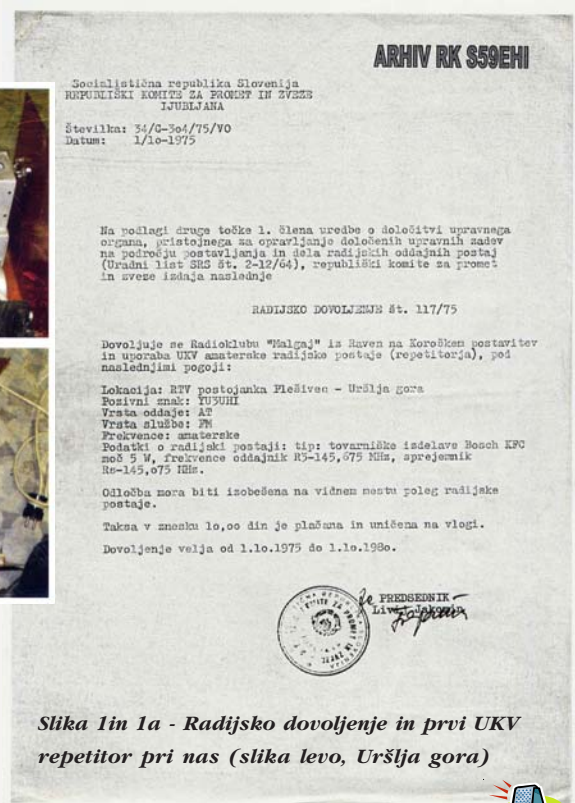 ARHIV RK S59EHI
Socialistična republika Slovenija
REPUBLIŠKI KOMITE ZA PROMET IN ZVEZE
LJUBLJANA
Številka: 34/C-304/75/VO
Datum: 1/10-1975
Na podlagi druge točke 1. člena uredbe o določitvi upravnega
organa, pristojnega za opravljanje določenih upravnih zadev
na področju postavljanja in dela radijskih oddajnih postaj
(Uradni list SRS št. 2-12/64), republiški komite za promet
in zveze izdaja naslednje
RADIJSKO DOVOLJENJE št. 117/75
Dovoljuje se Radioklubu "Malgaj" iz Raven na Koroškem postavitev
in uporaba UKV amaterske radijske postaje (repetitorja), pod
naslednjimi pogoji:
Lokacija: RTV postojanka Plešivec - Uršlja gora
Pozivni znak: YU3UHI
Vrsta oddaje: AT
Vrsta službe: FM
Frekvence: amaterske
Podatki o radijski postaji: tip: tovarniške izdelave Bosch KFC
moč 5 W, frekvence oddajnik R3-145,675 MHz, sprejemnik
Rs-145,075 MHz.
Odločba mora biti izobešena na vidnem mestu poleg radijske
postaje.
Taksa v znesku 10,00 din je plačana in uničena na vlogi.
Dovoljenje velja od 1.10.1975 do 1.10.1980.
PREDSEDNIK
Livij Jakomin
Slika 1in 1a - Radijsko dovoljenje in prvi UKV
repetitor pri nas (slika levo, Uršlja gora)